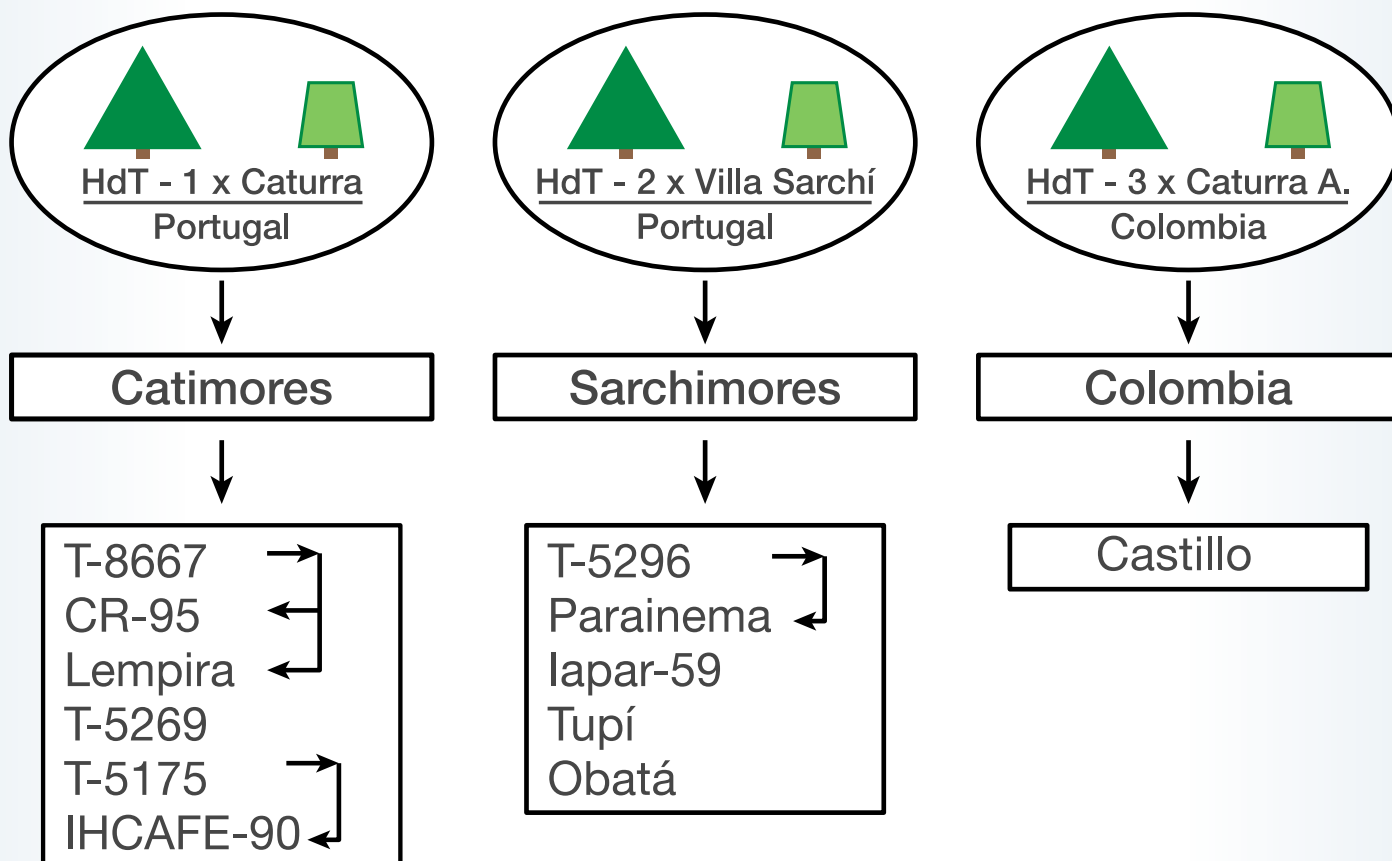 HdT - 1 x Caturra
Portugal
HdT - 2 x Villa Sarchí
Portugal
HdT - 3 x Caturra A.
Colombia
Catimores
Sarchimores
Colombia
T-8667
CR-95
Lempira
T-5269
T-5175
IHCAFE-90
T-5296
Parainema
Iapar-59
Tupí
Obatá
Castillo